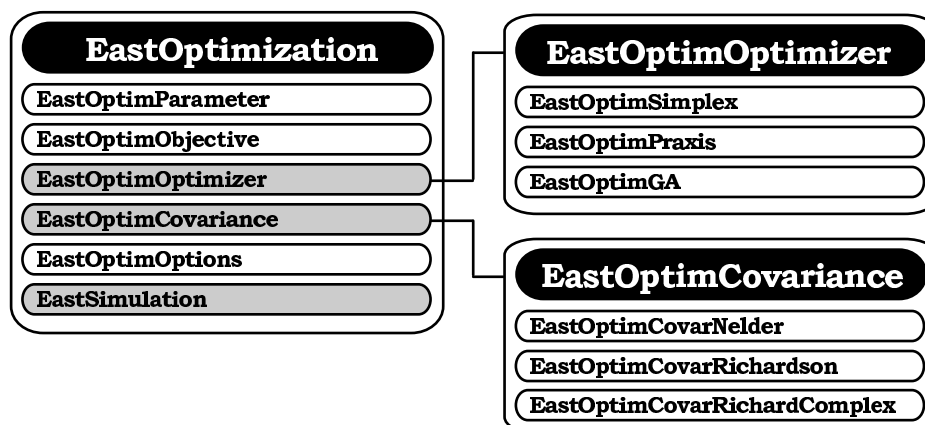 EastOptimization
EastOptimParameter
EastOptimObjective
EastOptimOptimizer
EastOptimCovariance
EastOptimOptions
EastSimulation
EastOptimOptimizer
EastOptimSimplex
EastOptimPraxis
EastOptimGA
EastOptimCovariance
EastOptimCovarNelder
EastOptimCovarRichardson
EastOptimCovarRichardComplex